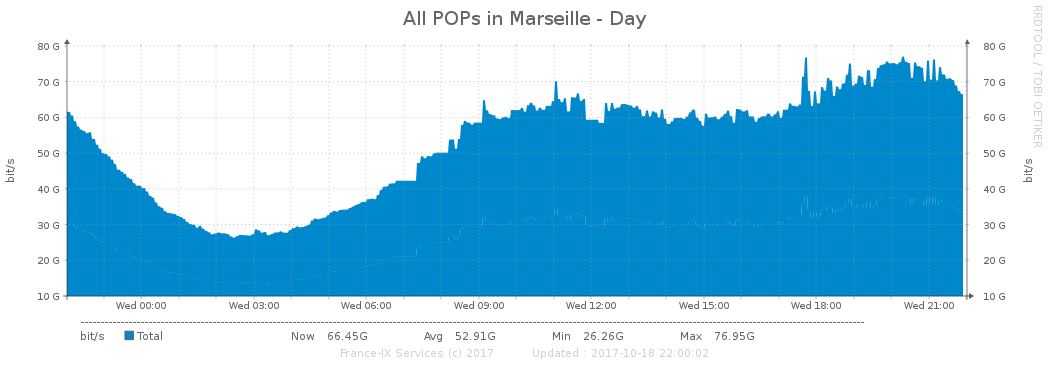 All POPs in Marseille - Day
RRDTOOL / TOBI OETIKER
80 G 80 G
70 G 70 G
60 G 60 G
50 G 50 G
40 G 40 G
30 G 30 G
20 G 20 G
10 G 10 G
bit/s
bit/s
Wed 00:00 Wed 03:00 Wed 06:00 Wed 09:00 Wed 12:00 Wed 15:00 Wed 18:00 Wed 21:00
bit/s Total Now 66.45G Avg 52.91G Min 26.26G Max 76.95G
France-IX Services (c) 2017 Updated : 2017-10-18 22:00:02